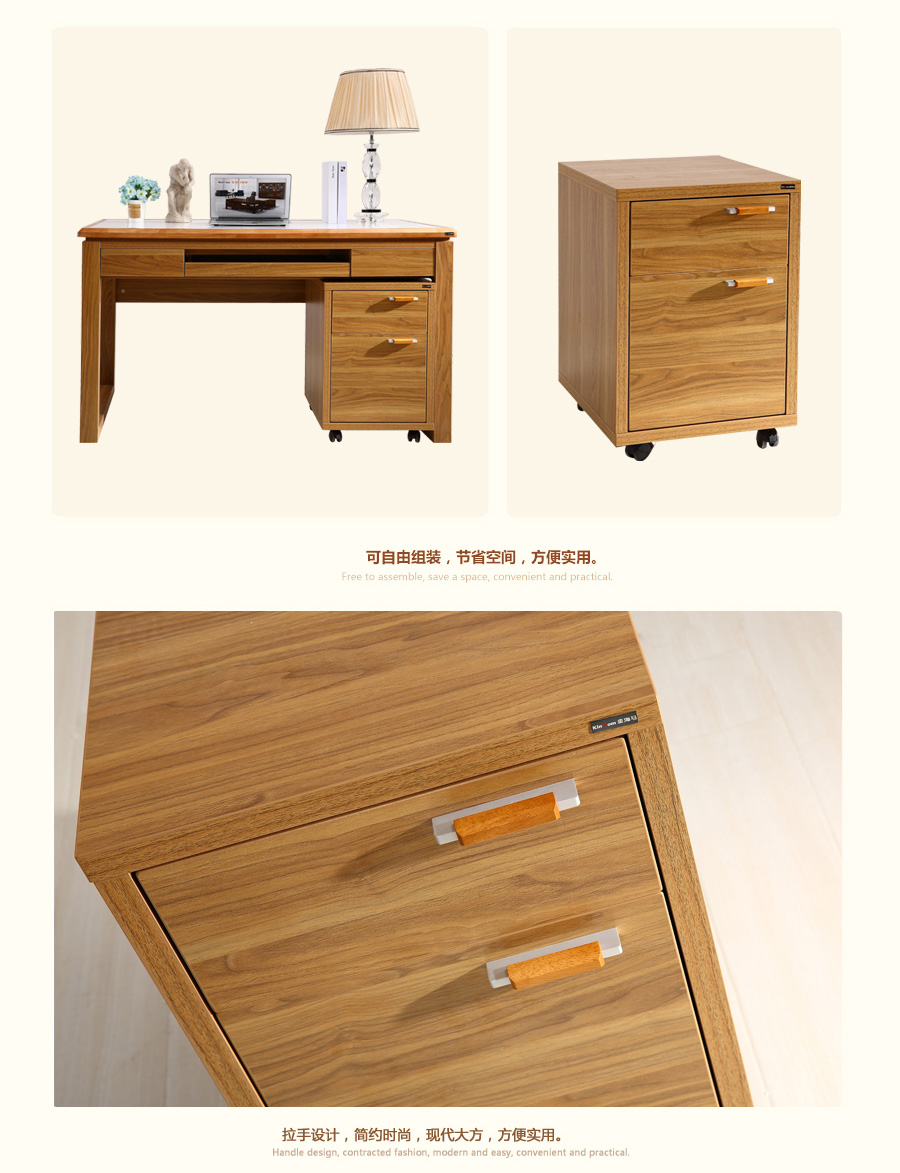 可自由组装，节省空间，方便实用。
Free to assemble, save a space, convenient and practical.
拉手设计，简约时尚，现代大方，方便实用。
Handle design, contracted fashion, modern and easy, convenient and practical.